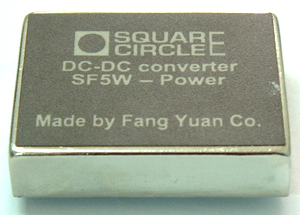 SQUARE
CIRCLE
DC-DC converter
SF5W - Power
Made by Fang Yuan Co.